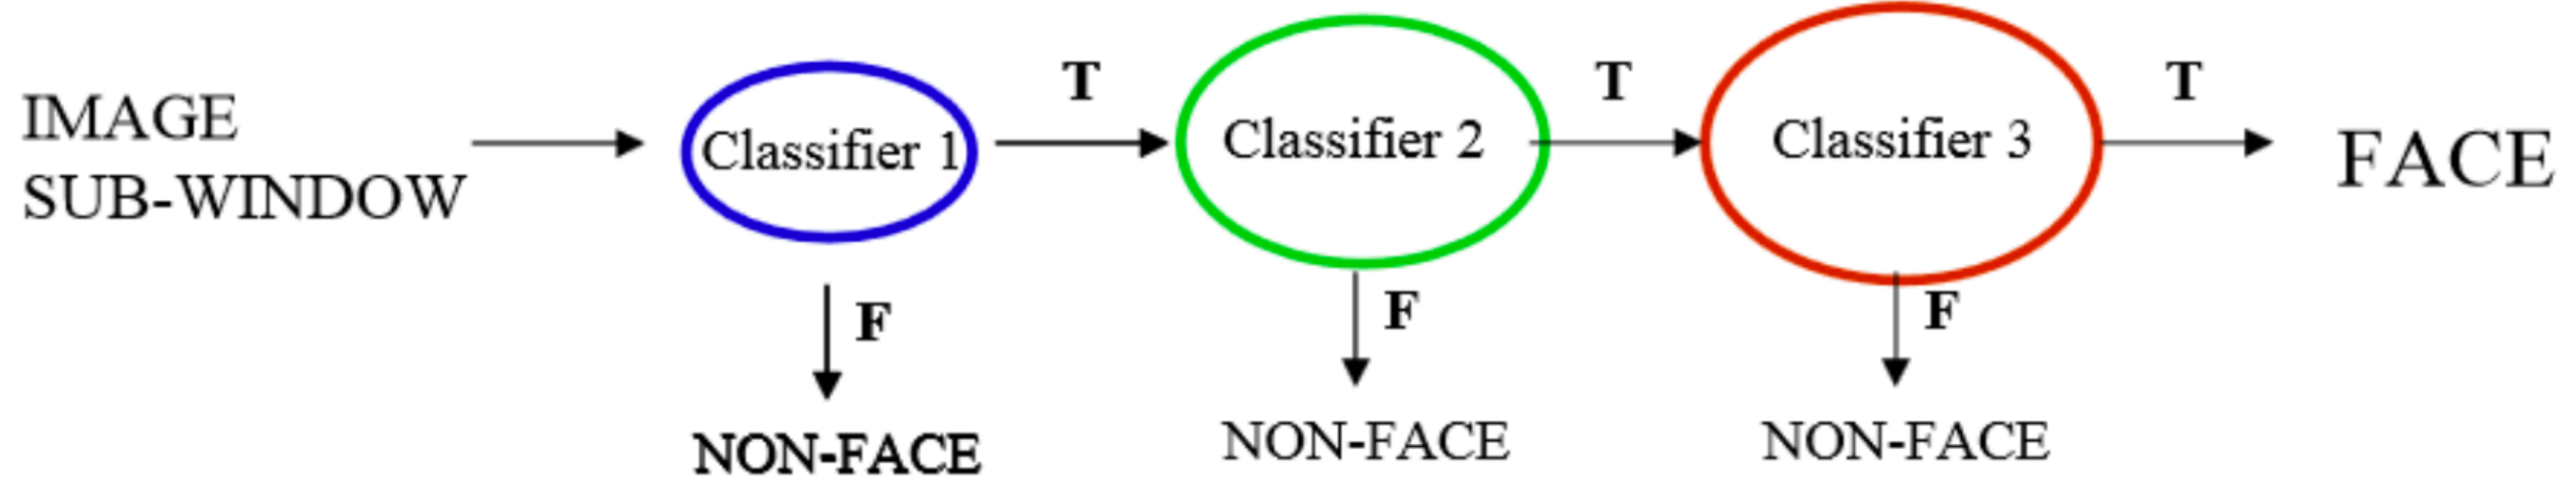 IMAGE
SUB-WINDOW
Classifier 1
T
Classifier 2
T
Classifier 3
T
FACE
F
NON-FACE
F
NON-FACE
F
NON-FACE